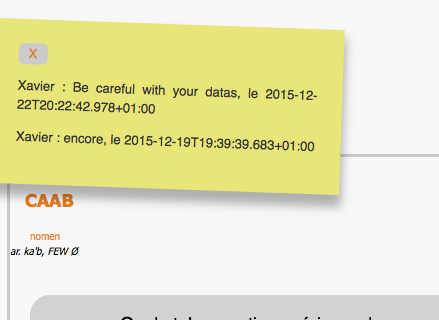 X
Xavier : Be careful with your datas, le 2015-12-
22T20:22:42.978+01:00
Xavier : encore, le 2015-12-19T19:39:39.683+01:00
CAAB
nomen
ar. ka'b, FEW Ø